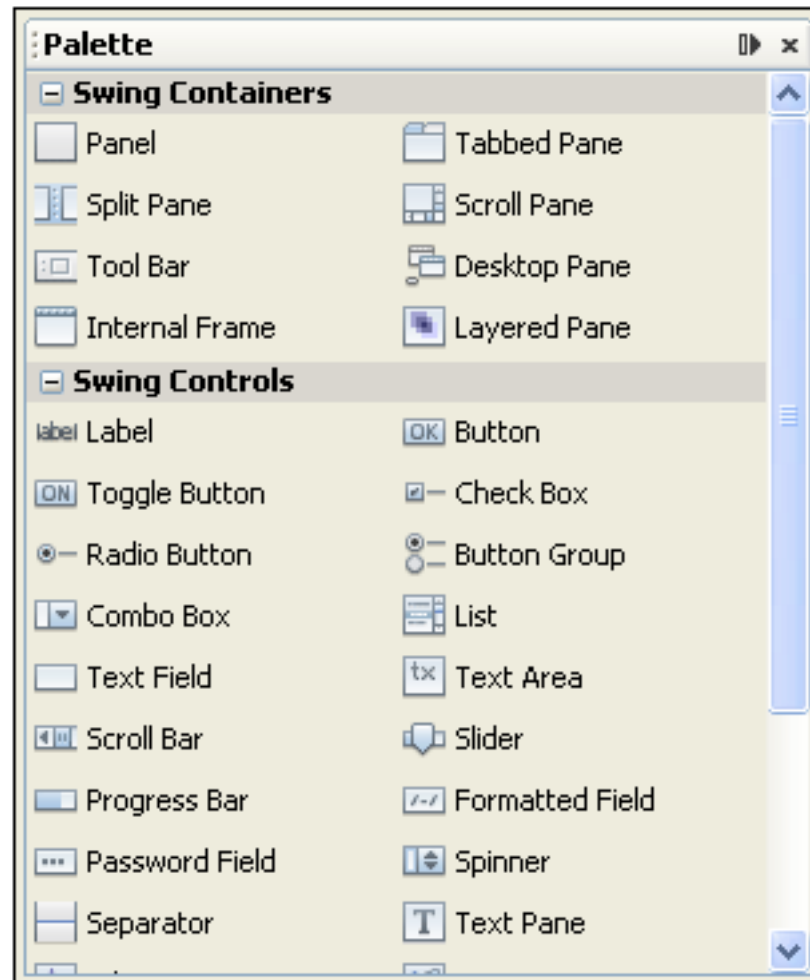 Palette
Swing Containers
Panel
Tabbed Pane
Split Pane
Scroll Pane
Tool Bar
Desktop Pane
Internal Frame
Layered Pane
Swing Controls
label Label
OK Button
ON Toggle Button
Check Box
Radio Button
Button Group
Combo Box
List
Text Field
tx Text Area
Scroll Bar
Slider
Progress Bar
Formatted Field
Password Field
Spinner
Separator
T Text Pane